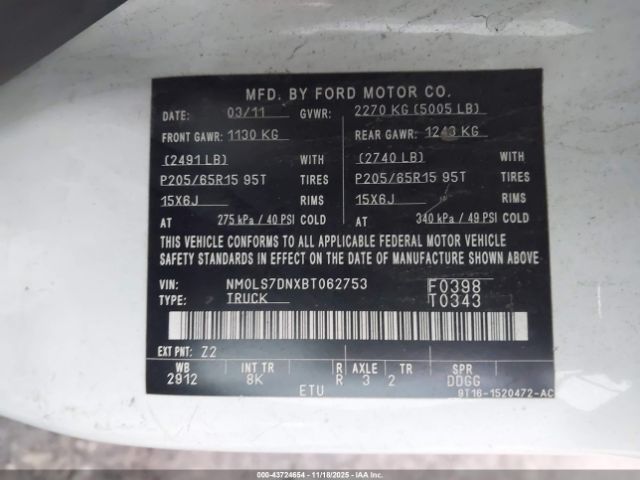 MFD. BY FORD MOTOR CO.
DATE: 03/11 GVWR: 2270 KG (5005 LB)
FRONT GAWR: 1130 KG REAR GAWR: 1243 KG
(2491 LB) WITH (2740 LB) WITH
P205/65R15 95T TIRES P205/65R15 95T TIRES
15X6J RIMS 15X6J RIMS
AT 275 kPa / 40 PSI COLD AT 340 kPa / 49 PSI COLD
THIS VEHICLE CONFORMS TO ALL APPLICABLE FEDERAL MOTOR VEHICLE
SAFETY STANDARDS IN EFFECT ON THE DATE OF MANUFACTURE SHOWN ABOVE.
VIN: NM0LS7DNXBT062753 F0398
TYPE: TRUCK T0343
EXT PNT: Z2
WB INT TR R AXLE TR SPR
2912 8K R 3 2 DDGG
ETU 9T16-1520472-AC
000-43724654 - 11/18/2025 - IAAI.COM